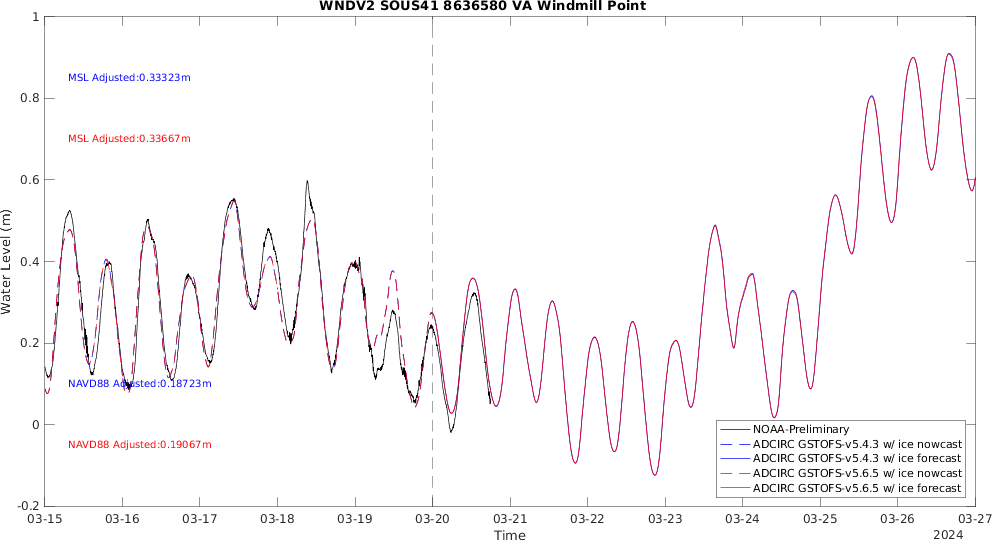 WNDV2 SOUS41 8636580 VA Windmill Point
1
0.8
0.6
0.4
0.2
0
-0.2
Water Level (m)
MSL Adjusted:0.33323m
MSL Adjusted:0.33667m
NAVD88 Adjusted:0.18723m
NAVD88 Adjusted:0.19067m
NOAA-Preliminary
ADCIRC GSTOFS-v5.4.3 w/ ice nowcast
ADCIRC GSTOFS-v5.4.3 w/ ice forecast
ADCIRC GSTOFS-v5.6.5 w/ ice nowcast
ADCIRC GSTOFS-v5.6.5 w/ ice forecast
03-15 03-16 03-17 03-18 03-19 03-20 03-21 03-22 03-23 03-24 03-25 03-26 03-27
Time
2024